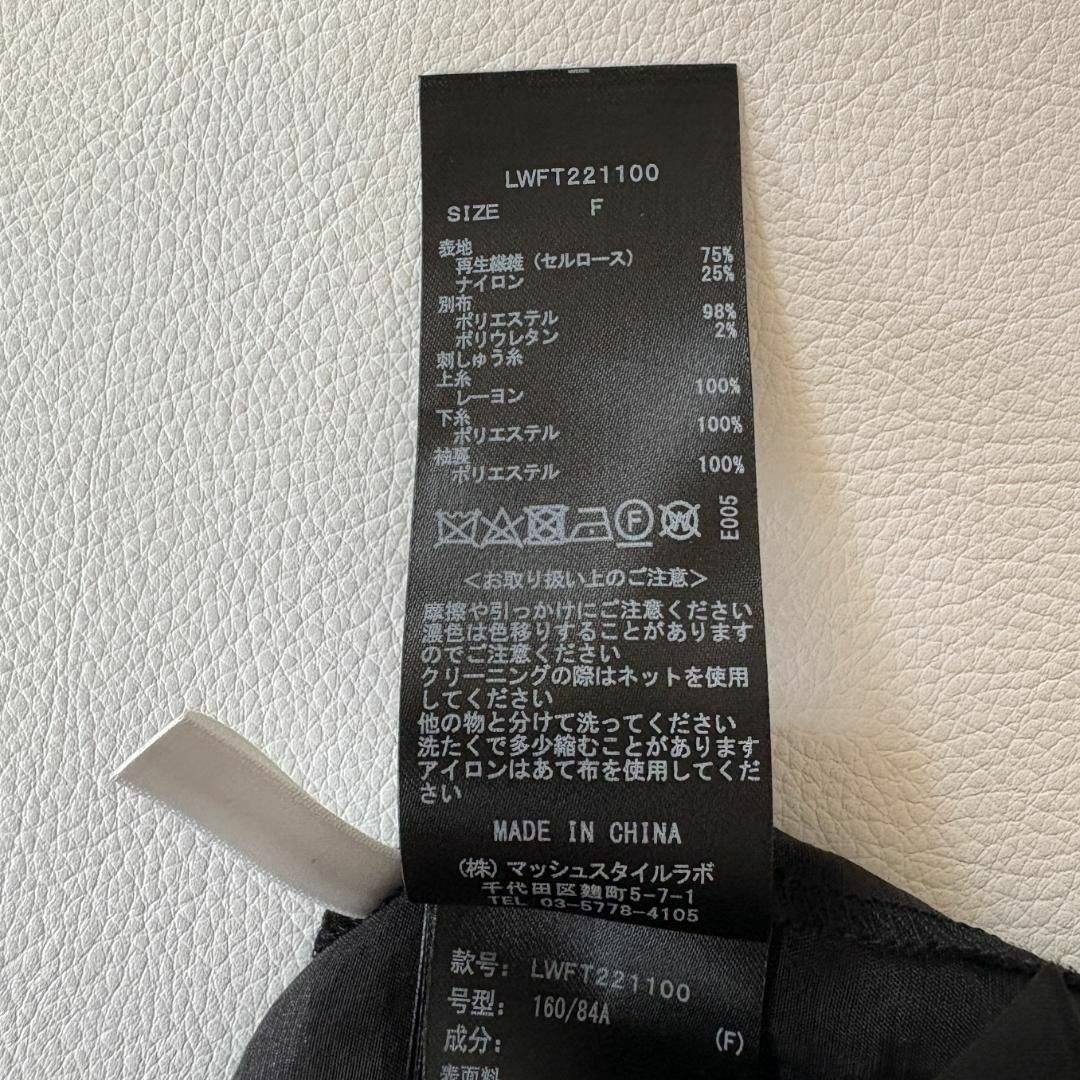 LWFT221100
SIZE F
表地
再生繊維（セルロース） 75%
ナイロン 25%
別布
ポリエステル 98%
ポリウレタン 2%
刺しゅう糸
上糸
レーヨン 100%
下糸
ポリエステル 100%
袖裏
ポリエステル 100%
F W E005
<お取り扱い上のご注意>
摩擦や引っかけにご注意ください
濃色は色移りすることがあります
のでご注意ください
クリーニングの際はネットを使用
してください
他の物と分けて洗ってください
洗たくで多少縮むことがあります
アイロンはあて布を使用してくだ
さい
MADE IN CHINA
（株）マッシュスタイルラボ
千代田区麹町5-7-1
TEL 03-5778-4105
款号: LWFT221100
号型: 160/84A
成分: (F)
表面料